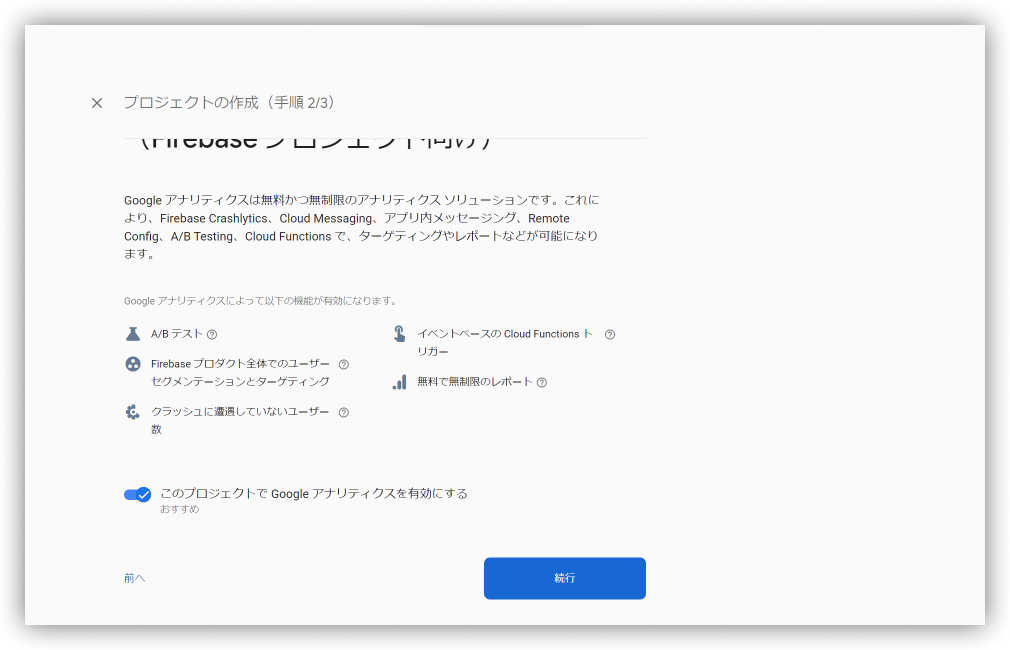 プロジェクトの作成（手順 2/3）
（Firebase プロジェクト向け）
Google アナリティクスは無料かつ無制限のアナリティクス ソリューションです。これに
より、Firebase Crashlytics、Cloud Messaging、アプリ内メッセージング、Remote
Config、A/B Testing、Cloud Functions で、ターゲティングやレポートなどが可能になり
ます。
Google アナリティクスによって以下の機能が有効になります。
A/B テスト
Firebase プロダクト全体でのユーザー
セグメンテーションとターゲティング
クラッシュに遭遇していないユーザー
数
イベントベースの Cloud Functions ト
リガー
無料で無制限のレポート
このプロジェクトで Google アナリティクスを有効にする
おすすめ
前へ
続行